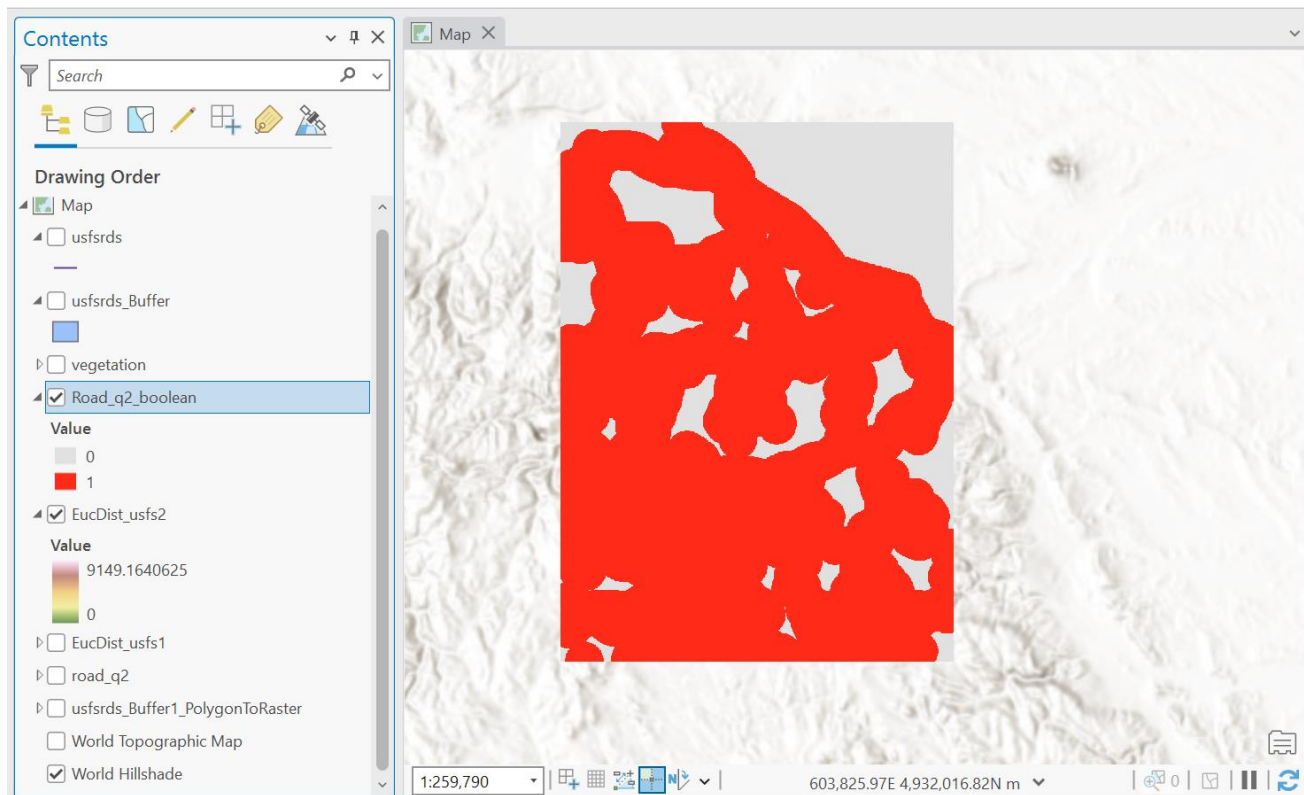 Contents
Search
Drawing Order
Map
usfsrds
usfsrds_Buffer
vegetation
Road_q2_boolean
Value
0
1
EucDist_usfs2
Value
9149.1640625
0
EucDist_usfs1
road_q2
usfsrds_Buffer1_PolygonToRaster
World Topographic Map
World Hillshade
Map
1:259,790
N
603,825.97E 4,932,016.82N m
0